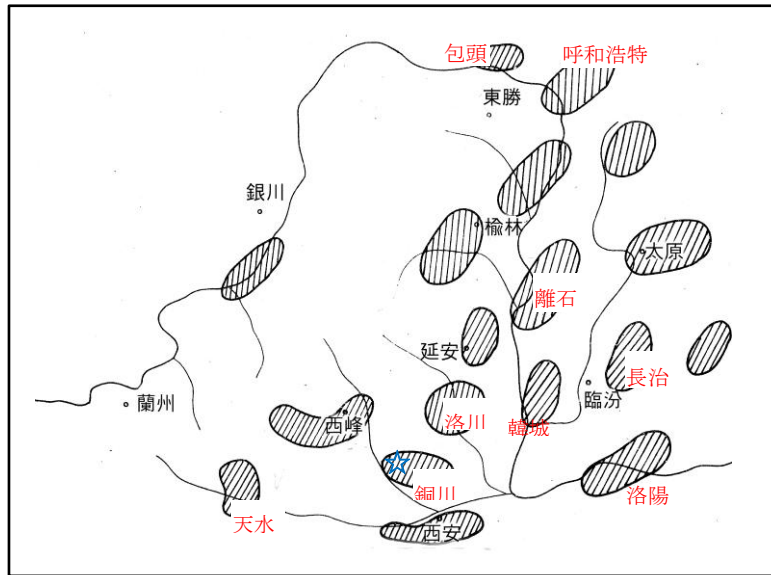 包頭
呼和浩特
東勝
銀川
楡林
太原
離石
延安
長治
臨汾
蘭州
西峰
洛川
韓城
銅川
洛陽
天水
西安